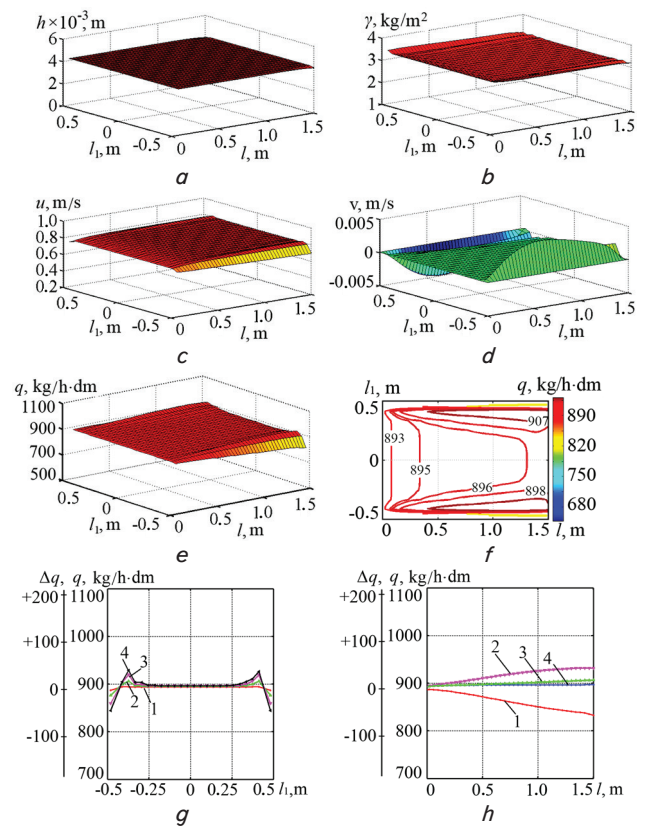 h×10⁻³, m
6
4
2
0
0.5
0
-0.5
l₁, m
0
0.5
1.0
1.5
l, m
a
γ, kg/m²
4
3
2
1
0.5
0
-0.5
l₁, m
0
0.5
1.0
1.5
l, m
b
u, m/s
1.0
0.8
0.6
0.4
0.2
0.5
0
-0.5
l₁, m
0
0.5
1.0
1.5
l, m
c
v, m/s
0.005
0
-0.005
0.5
0
-0.5
l₁, m
0
0.5
1.0
1.5
l, m
d
q, kg/h·dm
1100
900
700
500
0.5
0
-0.5
l₁, m
0
0.5
1.0
1.5
l, m
e
l₁, m
q, kg/h·dm
0.5
0
-0.5
893
895
896
907
898
890
820
750
680
0
0.5
1.0
1.5
l, m
f
Δq, q, kg/h·dm
+200 1100
+100 1000
0 900
-100 800
700
4
3
2
1
-0.5 -0.25 0 0.25 0.5 l₁, m
g
Δq, q, kg/h·dm
+200 1100
+100 1000
0 900
-100 800
700
2
3
4
1
0 0.5 1.0 1.5 l, m
h